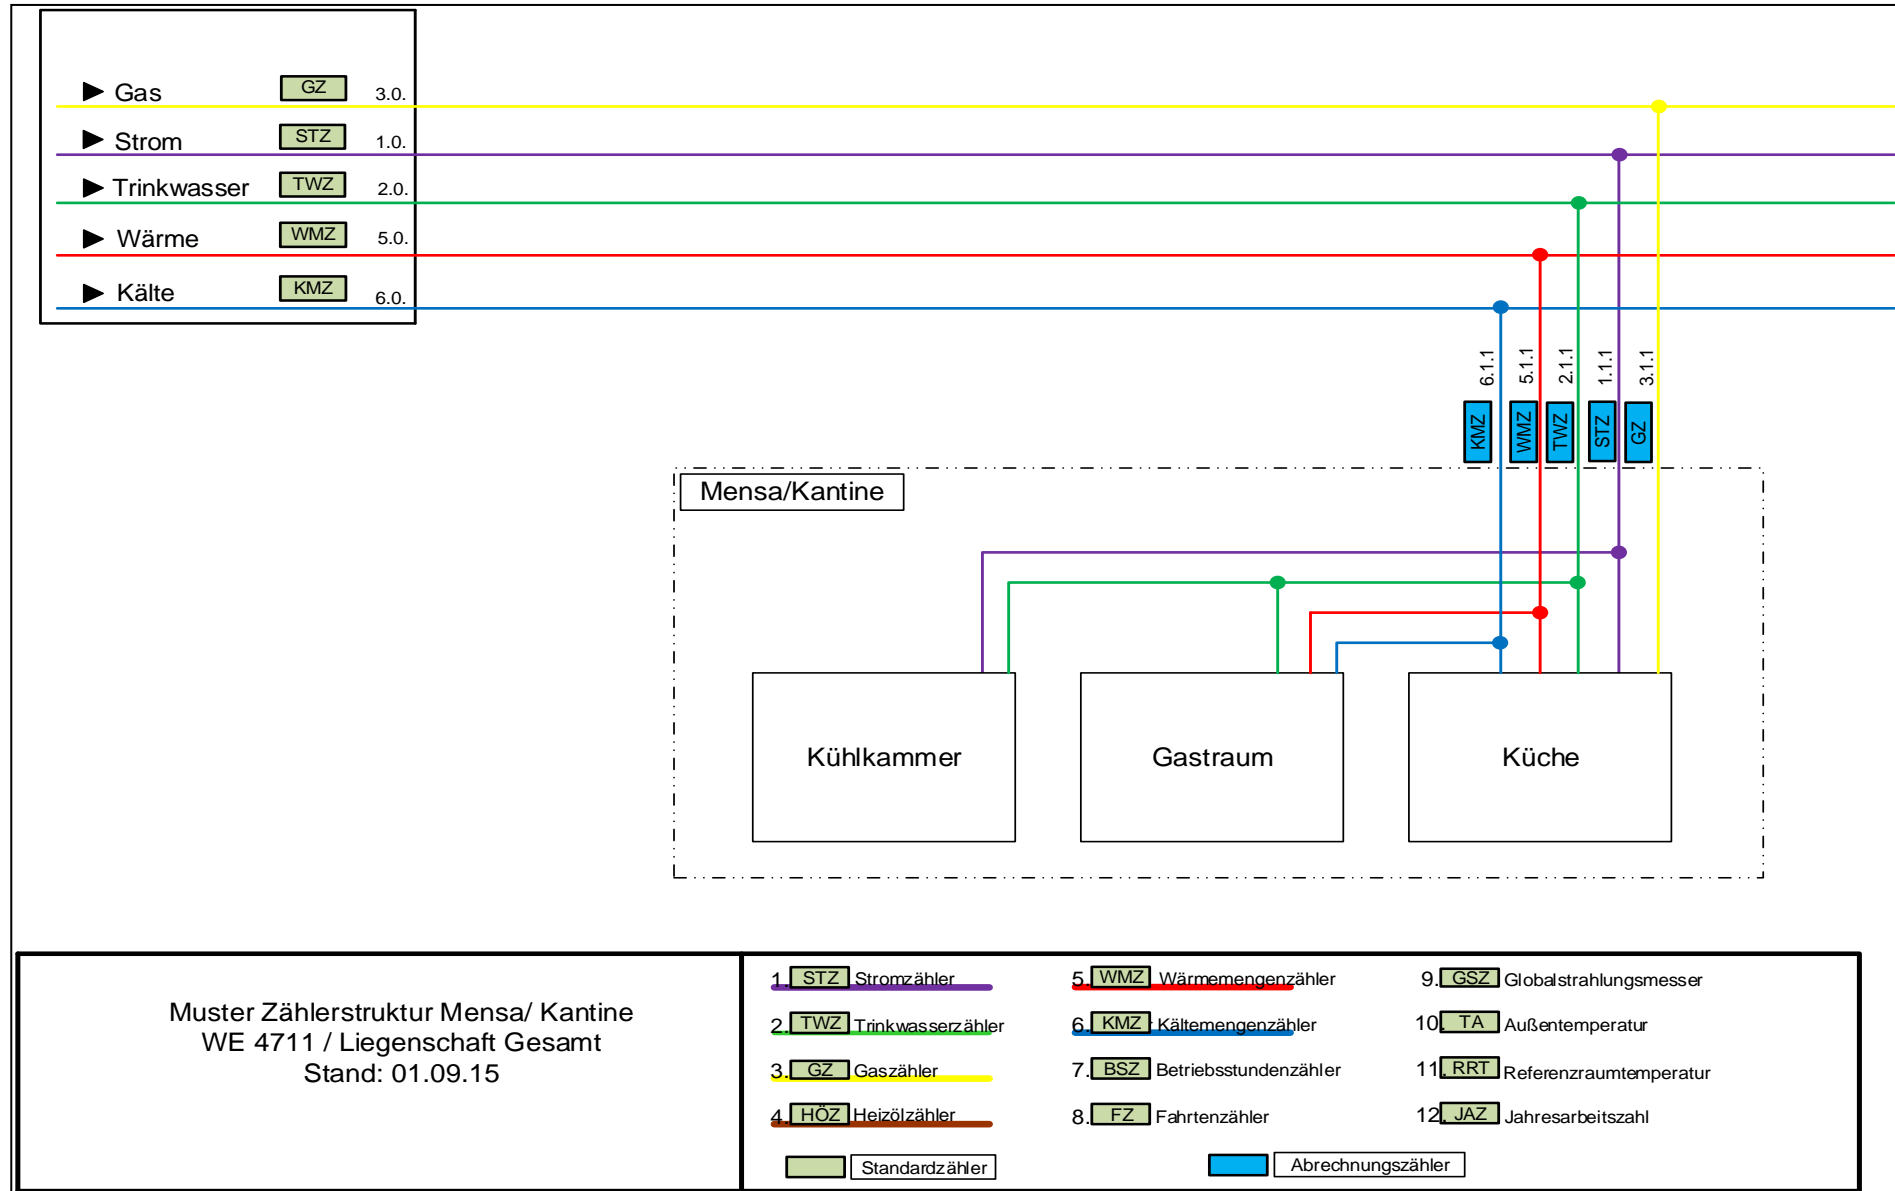 Gas GZ 3.0.
Strom STZ 1.0.
Trinkwasser TWZ 2.0.
Wärme WMZ 5.0.
Kälte KMZ 6.0.
6.1.1 5.1.1 2.1.1 1.1.1 3.1.1
KMZ WMZ TWZ STZ GZ
Mensa/Kantine
Kühlkammer Gastraum Küche
Muster Zählerstruktur Mensa/ Kantine
WE 4711 / Liegenschaft Gesamt
Stand: 01.09.15
1. STZ Stromzähler
2. TWZ Trinkwasserzähler
3. GZ Gaszähler
4. HÖZ Heizölzähler
5. WMZ Wärmemengenzähler
6. KMZ Kältemengenzähler
7. BSZ Betriebsstundenzähler
8. FZ Fahrtenzähler
9. GSZ Globalstrahlungsmesser
10. TA Außentemperatur
11. RRT Referenzraumtemperatur
12. JAZ Jahresarbeitszahl
Standardzähler
Abrechnungszähler